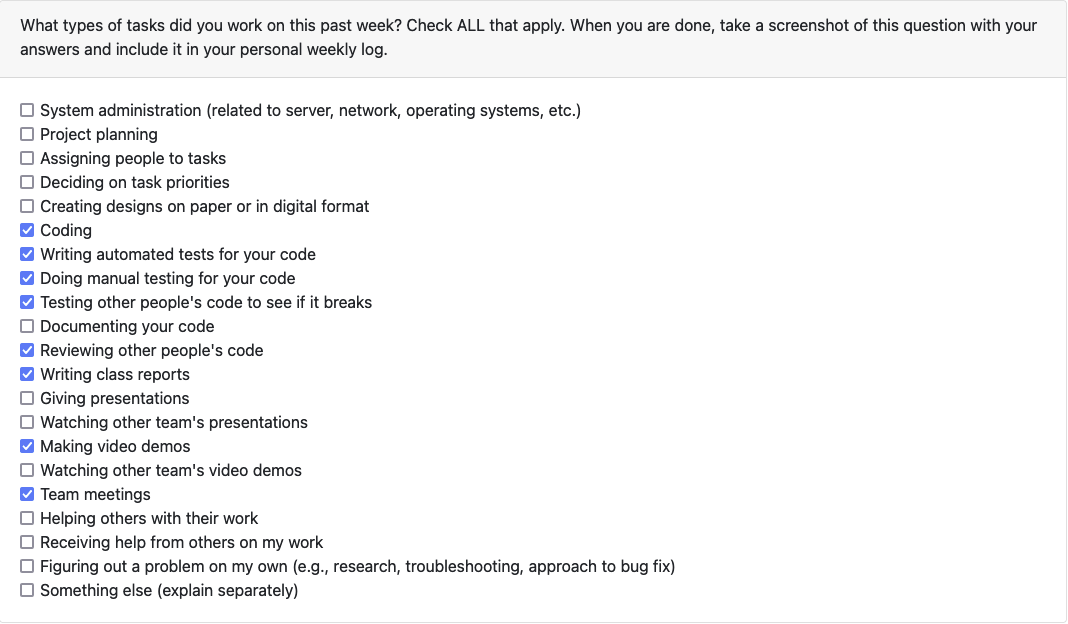 What types of tasks did you work on this past week? Check ALL that apply. When you are done, take a screenshot of this question with your
answers and include it in your personal weekly log.
System administration (related to server, network, operating systems, etc.)
Project planning
Assigning people to tasks
Deciding on task priorities
Creating designs on paper or in digital format
Coding
Writing automated tests for your code
Doing manual testing for your code
Testing other people's code to see if it breaks
Documenting your code
Reviewing other people's code
Writing class reports
Giving presentations
Watching other team's presentations
Making video demos
Watching other team's video demos
Team meetings
Helping others with their work
Receiving help from others on my work
Figuring out a problem on my own (e.g., research, troubleshooting, approach to bug fix)
Something else (explain separately)